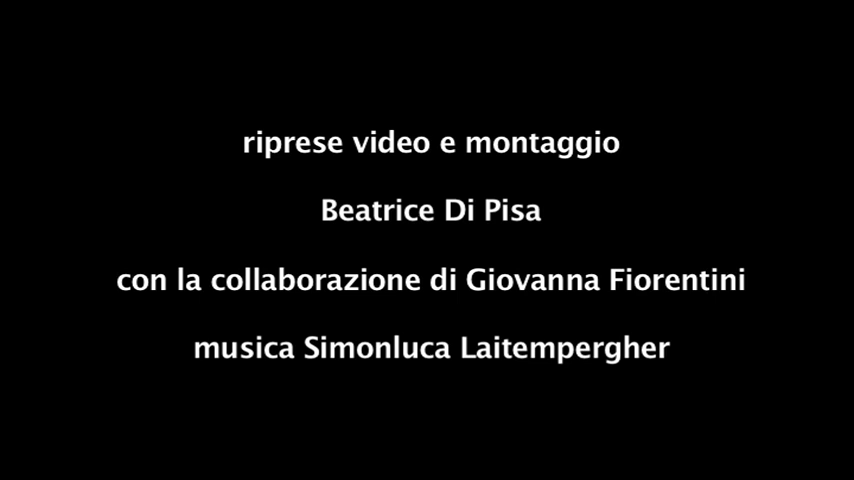 riprese video e montaggio
Beatrice Di Pisa
con la collaborazione di Giovanna Fiorentini
musica Simonluca Laitempergher